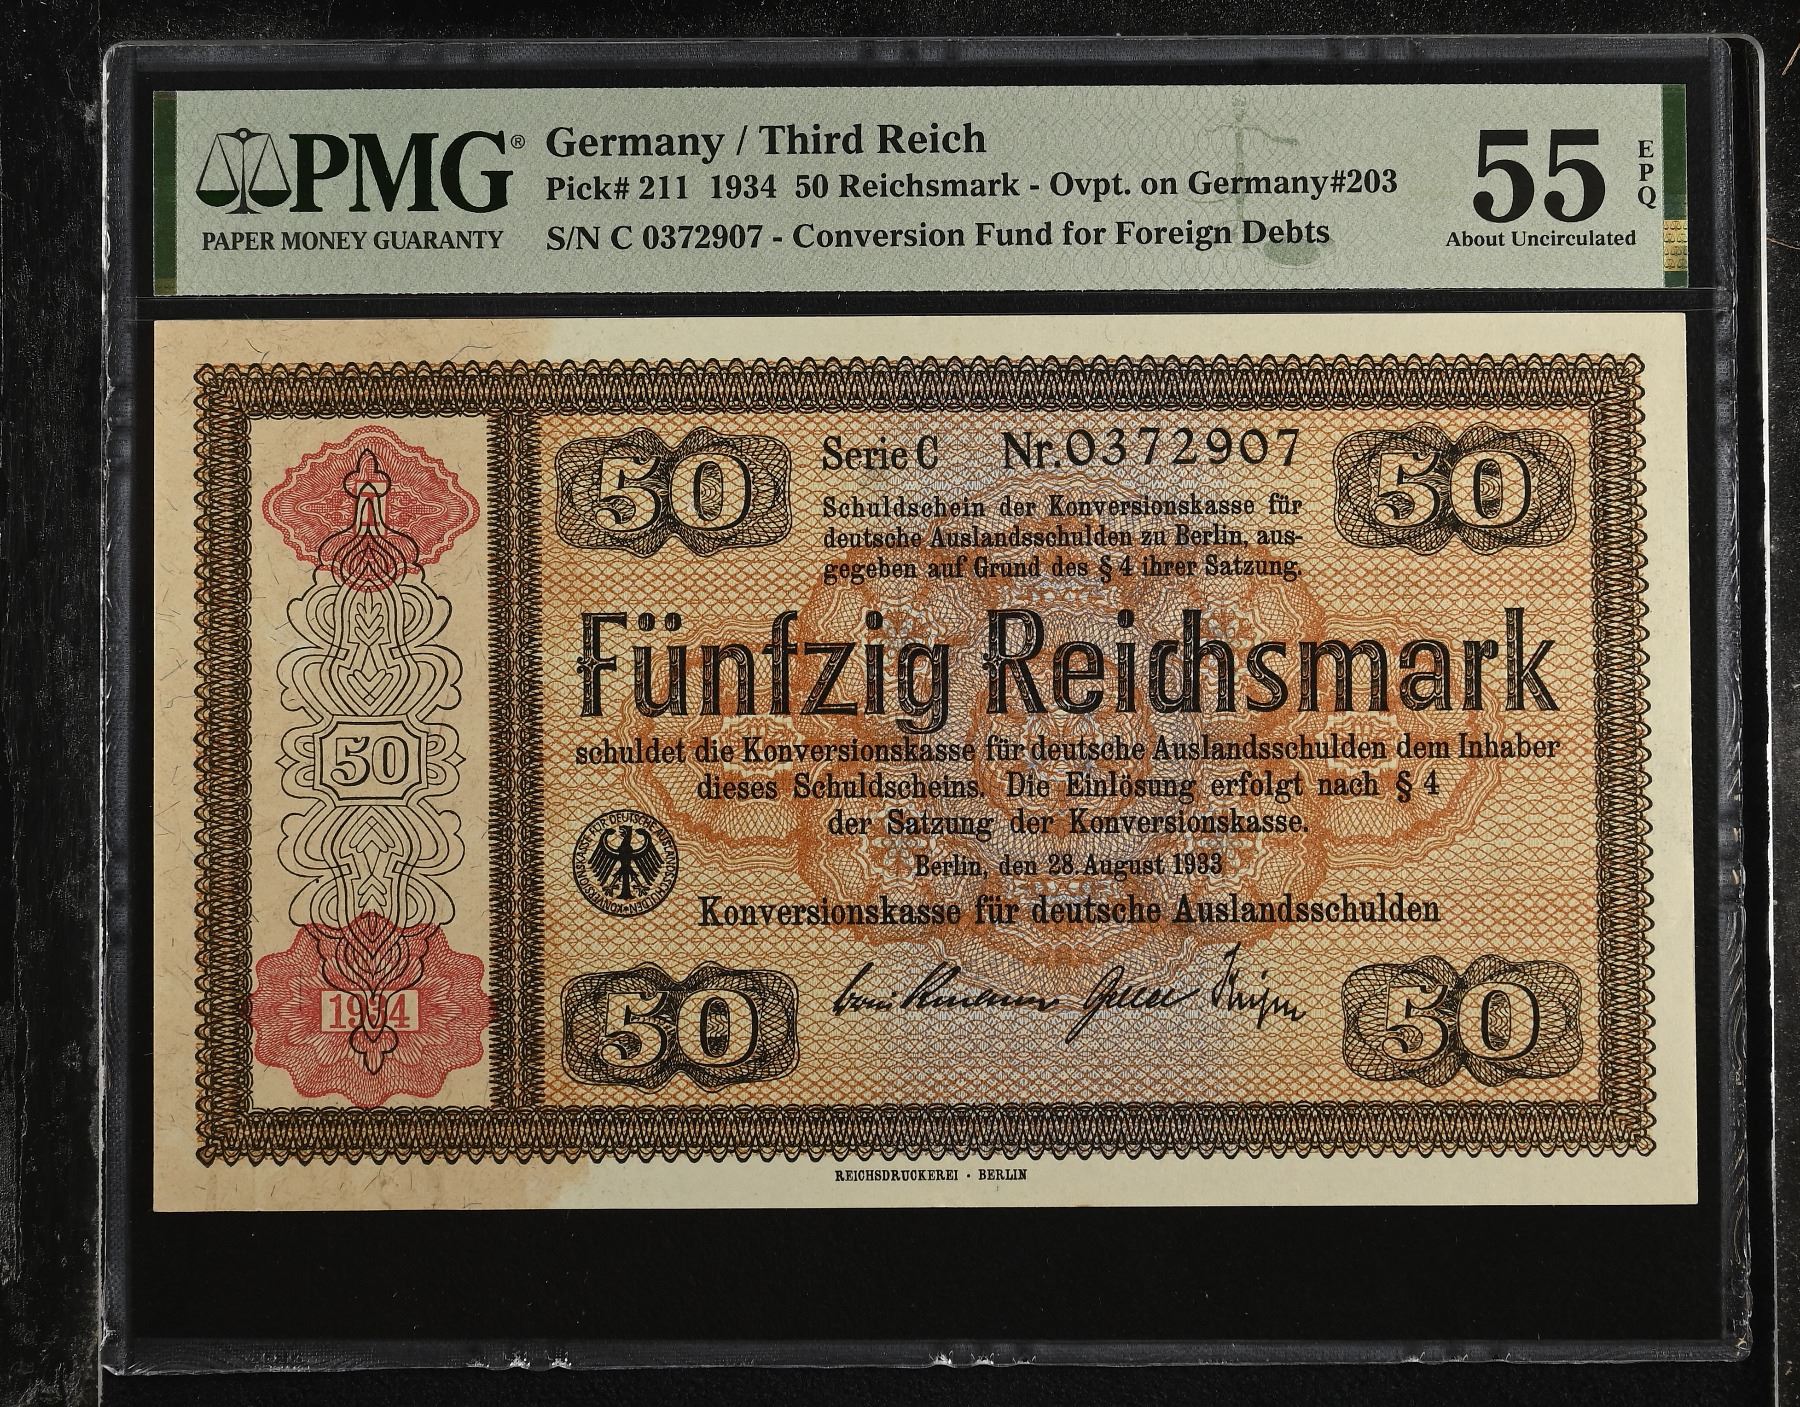 PMG®
PAPER MONEY GUARANTY
Germany / Third Reich
Pick# 211 1934 50 Reichsmark - Ovpt. on Germany#203
S/N C 0372907 - Conversion Fund for Foreign Debts
55
EPQ
About Uncirculated
50
Serie C Nr.0372907
50
Schuldschein der Konversionskasse für
deutsche Auslandsschulden zu Berlin, aus-
gegeben auf Grund des § 4 ihrer Satzung.
Fünfzig Reichsmark
50
schuldet die Konversionskasse für deutsche Auslandsschulden dem Inhaber
dieses Schuldscheins. Die Einlösung erfolgt nach § 4
der Satzung der Konversionskasse.
KONVERSIONSKASSE FÜR DEUTSCHE AUSLANDSSCHULDEN
Berlin, den 28. August 1933
Konversionskasse für deutsche Auslandsschulden
1934
50
50
REICHSDRUCKEREI · BERLIN